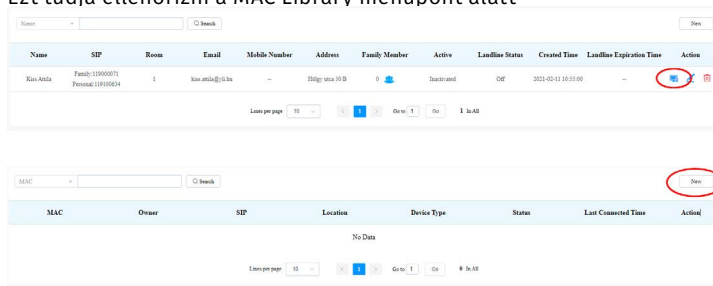 Ezt tudja ellenőrizni a MAC Library menüpont alatt
Name Search New
Name SIP Room Email Mobile Number Address Family Member Active Landline Status Created Time Landline Expiration Time Action
Kiss Attila Family:119000071 Personal:119100634 1 kiss.attila@yli.hu -- Hölgy utca 50 B 0 Inactivated Off 2021-02-11 10:55:00 --
Lines per page 10 < 1 > Go to 1 Go 1 In All
MAC Search New
MAC Owner SIP Location Device Type Status Last Connected Time Action
No Data
Lines per page 10 < 1 > Go to 1 Go 0 In All